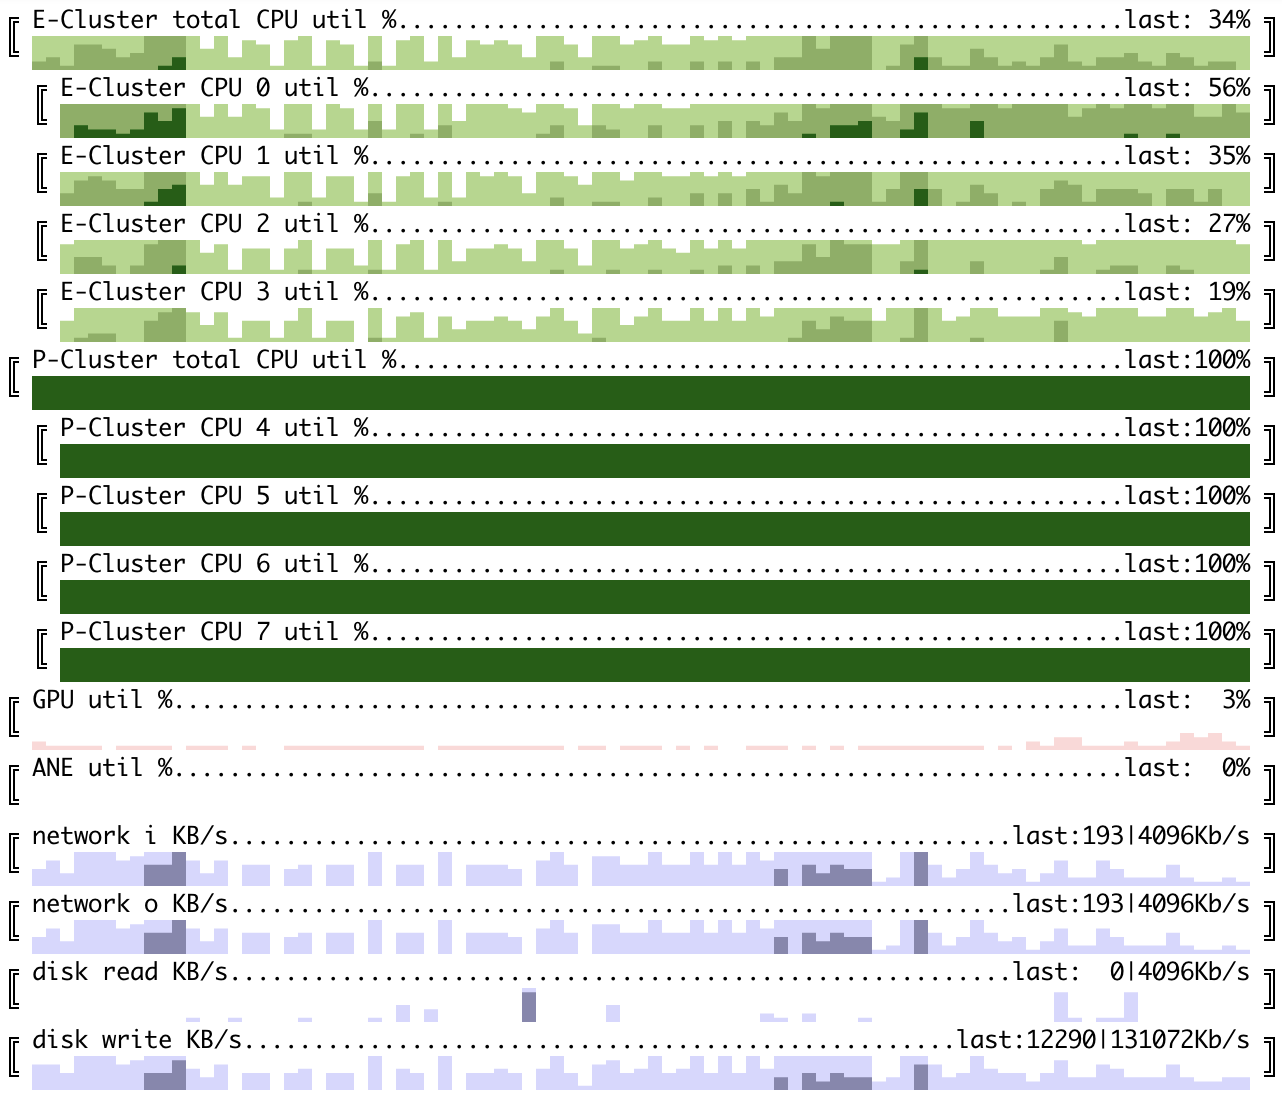 E-Cluster total CPU util %....................................................last: 34%
E-Cluster CPU 0 util %......................................................last: 56%
E-Cluster CPU 1 util %......................................................last: 35%
E-Cluster CPU 2 util %......................................................last: 27%
E-Cluster CPU 3 util %......................................................last: 19%
P-Cluster total CPU util %....................................................last:100%
P-Cluster CPU 4 util %......................................................last:100%
P-Cluster CPU 5 util %......................................................last:100%
P-Cluster CPU 6 util %......................................................last:100%
P-Cluster CPU 7 util %......................................................last:100%
GPU util %....................................................................last:  3%
ANE util %....................................................................last:  0%
network i KB/s........................................................last:193|4096Kb/s
network o KB/s........................................................last:193|4096Kb/s
disk read KB/s........................................................last:  0|4096Kb/s
disk write KB/s...................................................last:12290|131072Kb/s